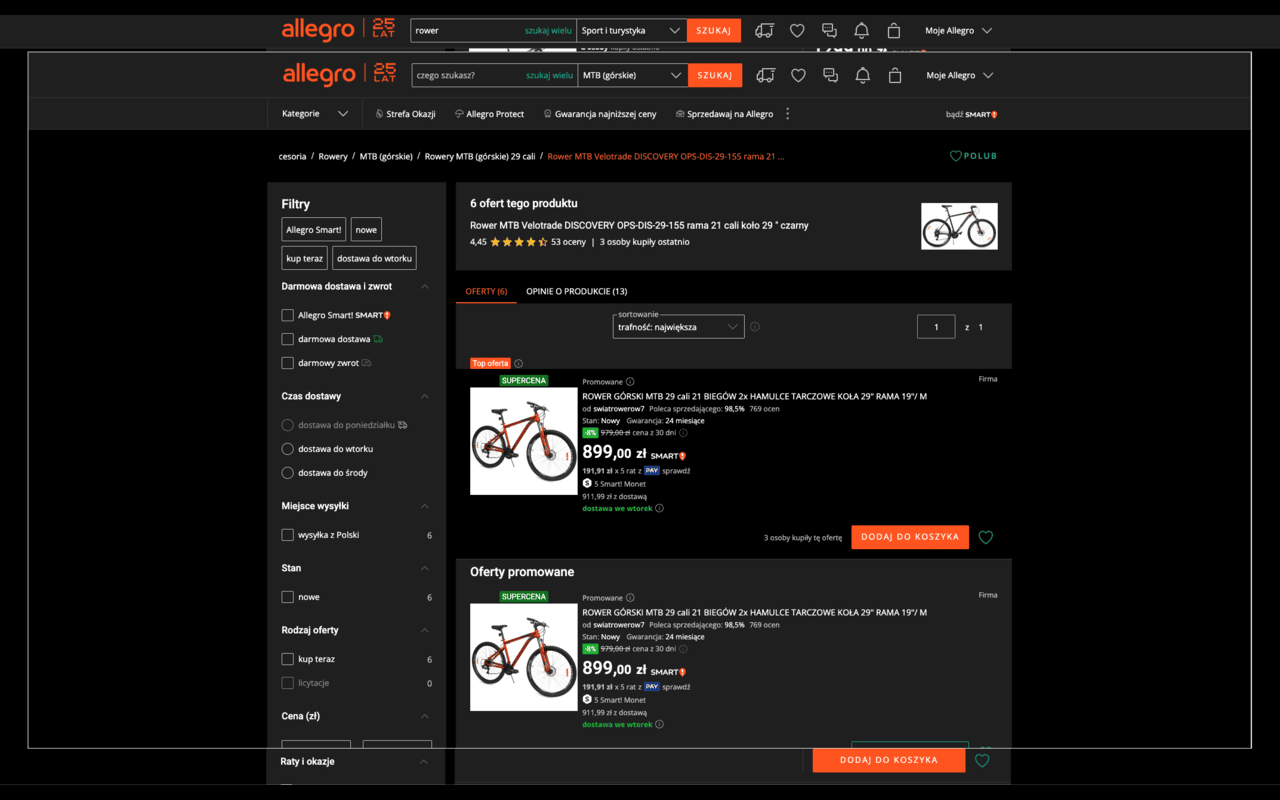 allegro 25 LAT rower szukaj wielu Sport i turystyka SZUKAJ Moje Allegro
allegro 25 LAT czego szukasz? szukaj wielu MTB (górskie) SZUKAJ Moje Allegro
Kategorie Strefa Okazji Allegro Protect Gwarancja najniższej ceny Sprzedawaj na Allegro bądź SMART!
cesoria / Rowery / MTB (górskie) / Rowery MTB (górskie) 29 cali / Rower MTB Velotrade DISCOVERY OPS-DIS-29-155 rama 21 ... POLUB
Filtry
Allegro Smart! nowe
kup teraz dostawa do wtorku
Darmowa dostawa i zwrot
Allegro Smart! SMART!
darmowa dostawa
darmowy zwrot
Czas dostawy
dostawa do poniedziałku
dostawa do wtorku
dostawa do środy
Miejsce wysyłki
wysyłka z Polski 6
Stan
nowe 6
Rodzaj oferty
kup teraz 6
licytacje 0
Cena (zł)
Raty i okazje
6 ofert tego produktu
Rower MTB Velotrade DISCOVERY OPS-DIS-29-155 rama 21 cali koło 29 " czarny
4,45 53 oceny | 3 osoby kupiły ostatnio
OFERTY (6) OPINIE O PRODUKCIE (13)
sortowanie
trafność: największa 1 z 1
Top oferta
SUPERCENA
Promowane Firma
ROWER GÓRSKI MTB 29 cali 21 BIEGÓW 2x HAMULCE TARCZOWE KOŁA 29" RAMA 19"/ M
od swiatrowerow7 Poleca sprzedającego: 98,5% 769 ocen
Stan: Nowy Gwarancja: 24 miesiące
-8% 979,00 zł cena z 30 dni
899,00 zł SMART!
191,91 zł x 5 rat z PAY sprawdź
5 Smart! Monet
911,99 zł z dostawą
dostawa we wtorek
3 osoby kupiły tę ofertę DODAJ DO KOSZYKA
Oferty promowane
SUPERCENA
Promowane Firma
ROWER GÓRSKI MTB 29 cali 21 BIEGÓW 2x HAMULCE TARCZOWE KOŁA 29" RAMA 19"/ M
od swiatrowerow7 Poleca sprzedającego: 98,5% 769 ocen
Stan: Nowy Gwarancja: 24 miesiące
-8% 979,00 zł cena z 30 dni
899,00 zł SMART!
191,91 zł x 5 rat z PAY sprawdź
5 Smart! Monet
911,99 zł z dostawą
dostawa we wtorek
DODAJ DO KOSZYKA